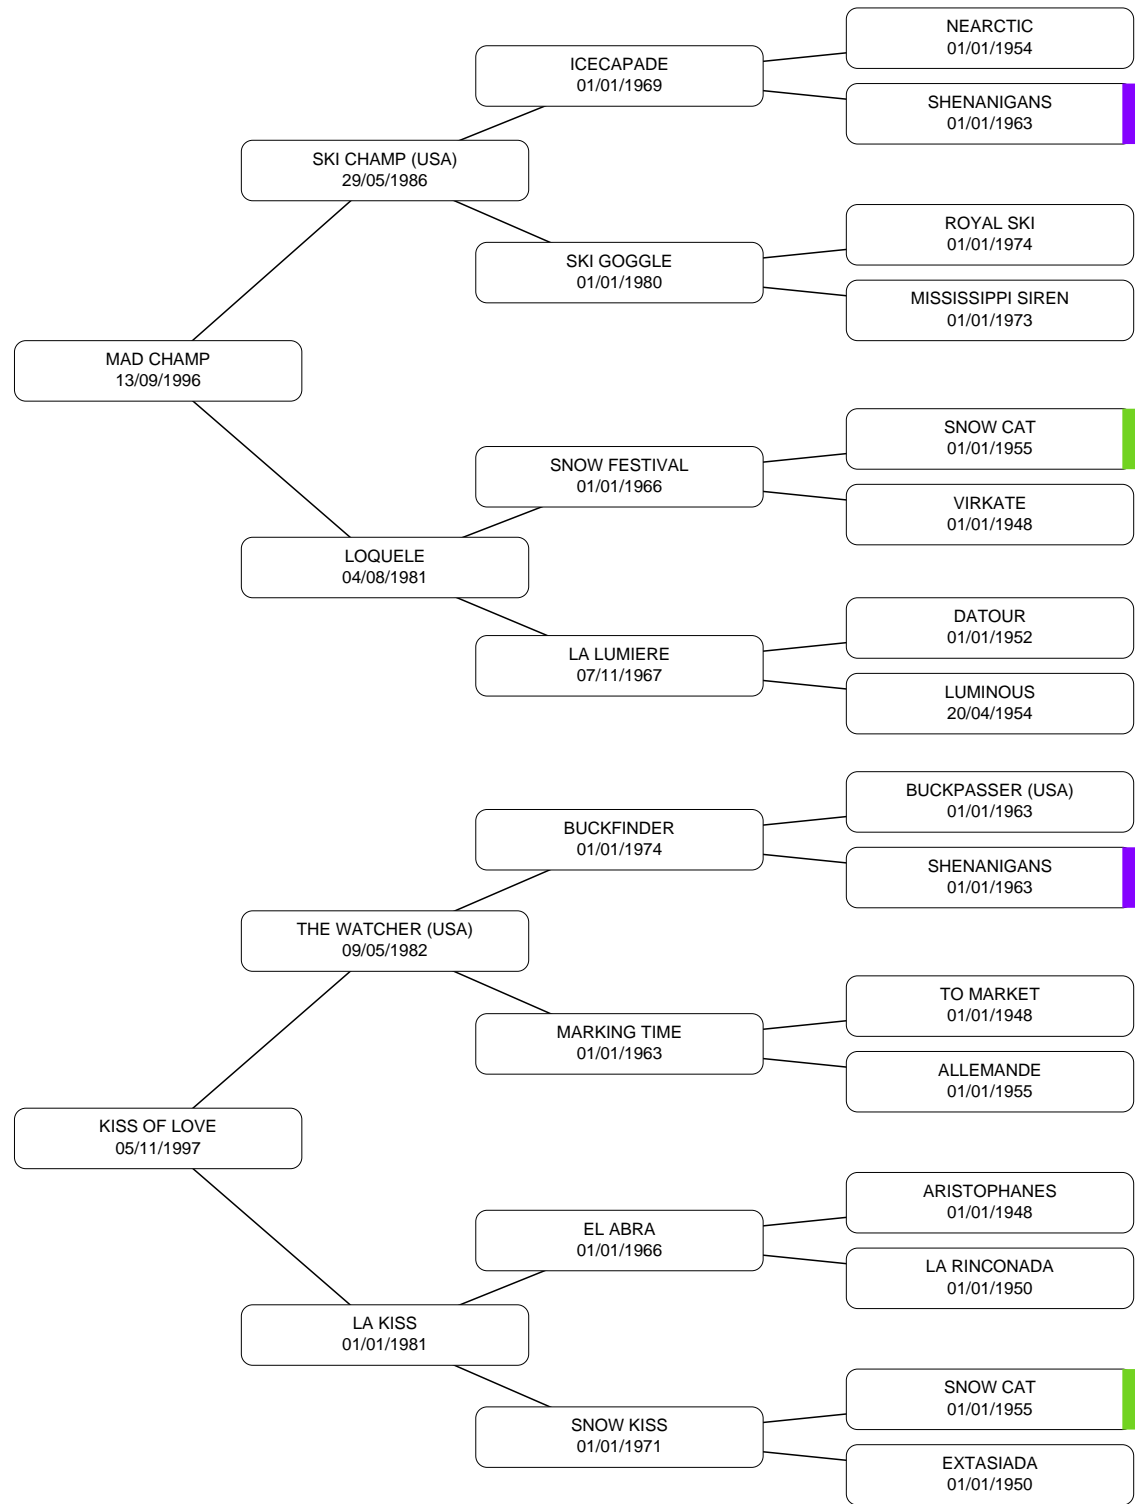 NEARCTIC
01/01/1954
ICECAPADE
01/01/1969
SHENANIGANS
01/01/1963
SKI CHAMP (USA)
29/05/1986
ROYAL SKI
01/01/1974
SKI GOGGLE
01/01/1980
MISSISSIPPI SIREN
01/01/1973
MAD CHAMP
13/09/1996
SNOW CAT
01/01/1955
SNOW FESTIVAL
01/01/1966
VIRKATE
01/01/1948
LOQUELE
04/08/1981
DATOUR
01/01/1952
LA LUMIERE
07/11/1967
LUMINOUS
20/04/1954
BUCKPASSER (USA)
01/01/1963
BUCKFINDER
01/01/1974
SHENANIGANS
01/01/1963
THE WATCHER (USA)
09/05/1982
TO MARKET
01/01/1948
MARKING TIME
01/01/1963
ALLEMANDE
01/01/1955
KISS OF LOVE
05/11/1997
ARISTOPHANES
01/01/1948
EL ABRA
01/01/1966
LA RINCONADA
01/01/1950
LA KISS
01/01/1981
SNOW CAT
01/01/1955
SNOW KISS
01/01/1971
EXTASIADA
01/01/1950